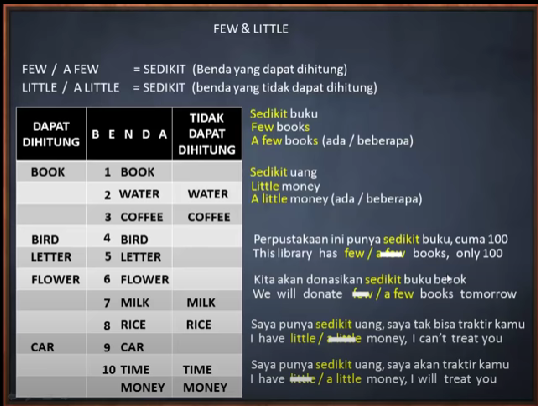 FEW & LITTLE
FEW / A FEW = SEDIKIT (Benda yang dapat dihitung)
LITTLE / A LITTLE = SEDIKIT (benda yang tidak dapat dihitung)
DAPAT DIHITUNG B E N D A TIDAK DAPAT DIHITUNG
BOOK 1 BOOK
2 WATER WATER
3 COFFEE COFFEE
BIRD 4 BIRD
LETTER 5 LETTER
FLOWER 6 FLOWER
7 MILK MILK
8 RICE RICE
CAR 9 CAR
10 TIME TIME
MONEY MONEY
Sedikit buku
Few books
A few books (ada / beberapa)
Sedikit uang
Little money
A little money (ada / beberapa)
Perpustakaan ini punya sedikit buku, cuma 100
This library has few / a few books, only 100
Kita akan donasikan sedikit buku besok
We will donate few / a few books tomorrow
Saya punya sedikit uang, saya tak bisa traktir kamu
I have little / a little money, I can't treat you
Saya punya sedikit uang, saya akan traktir kamu
I have little / a little money, I will treat you